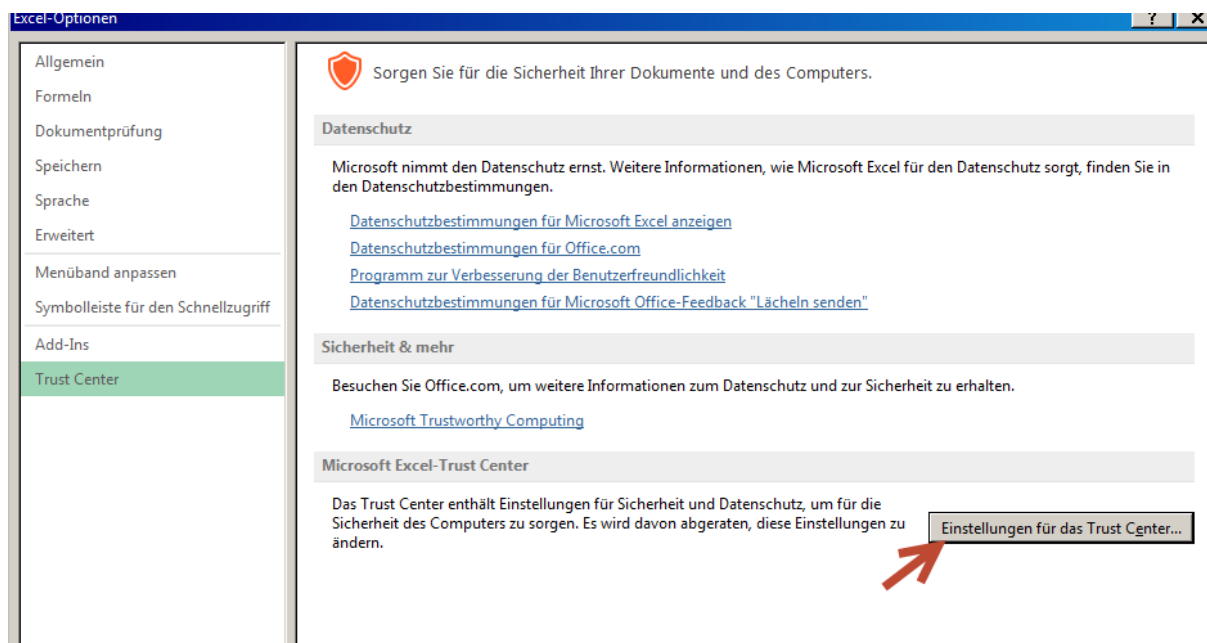 Excel-Optionen
? X
Allgemein
Formeln
Dokumentprüfung
Speichern
Sprache
Erweitert
Menüband anpassen
Symbolleiste für den Schnellzugriff
Add-Ins
Trust Center
Sorgen Sie für die Sicherheit Ihrer Dokumente und des Computers.
Datenschutz
Microsoft nimmt den Datenschutz ernst. Weitere Informationen, wie Microsoft Excel für den Datenschutz sorgt, finden Sie in
den Datenschutzbestimmungen.
Datenschutzbestimmungen für Microsoft Excel anzeigen
Datenschutzbestimmungen für Office.com
Programm zur Verbesserung der Benutzerfreundlichkeit
Datenschutzbestimmungen für Microsoft Office-Feedback "Lächeln senden"
Sicherheit & mehr
Besuchen Sie Office.com, um weitere Informationen zum Datenschutz und zur Sicherheit zu erhalten.
Microsoft Trustworthy Computing
Microsoft Excel-Trust Center
Das Trust Center enthält Einstellungen für Sicherheit und Datenschutz, um für die
Sicherheit des Computers zu sorgen. Es wird davon abgeraten, diese Einstellungen zu
ändern.
Einstellungen für das Trust Center...